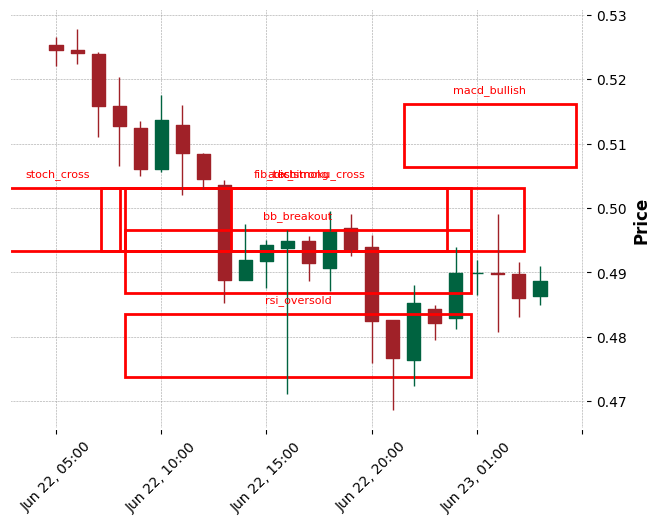 0.53
0.52
macd_bullish
0.51
stoch_cross
ichimoku_cross
0.50
bb_breakout
Price
0.49
rsi_oversold
0.48
0.47
Jun 22, 05:00
Jun 22, 10:00
Jun 22, 15:00
Jun 22, 20:00
Jun 23, 01:00